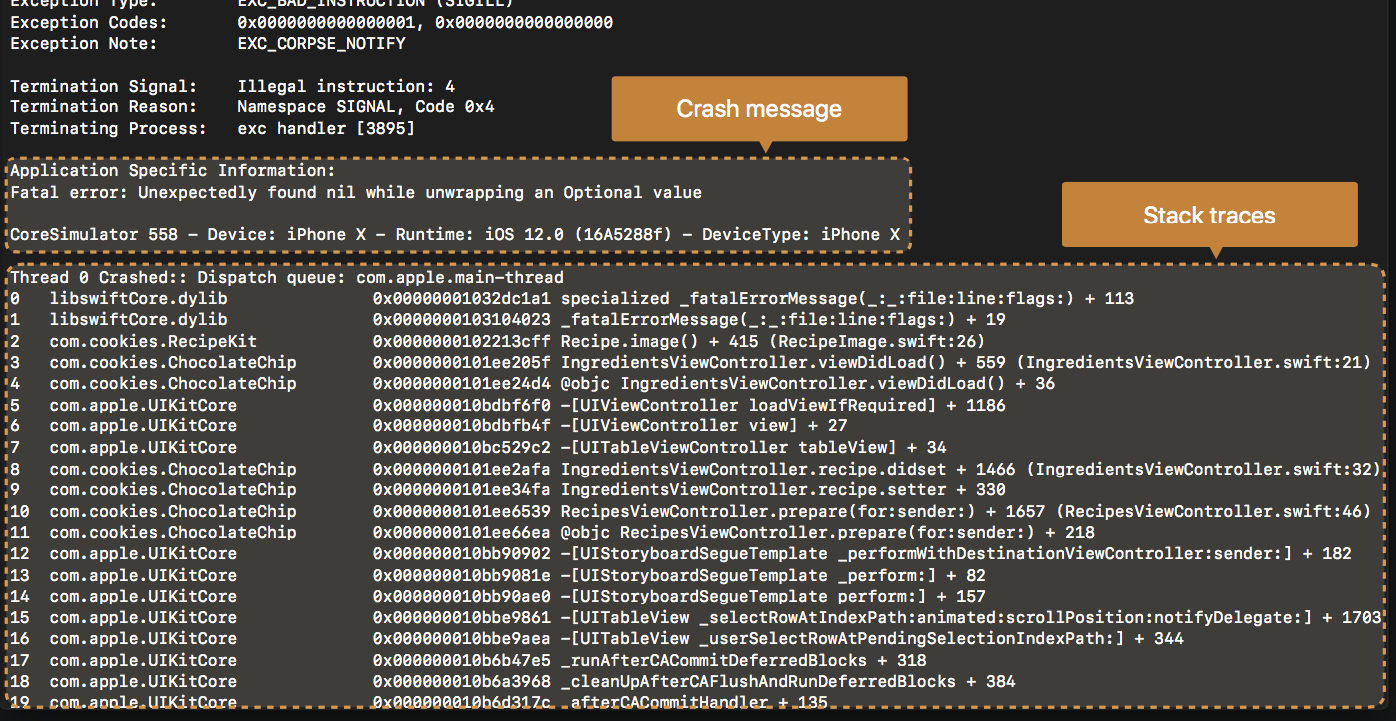 Exception Type: EXC_BAD_INSTRUCTION (SIGILL)
Exception Codes: 0x0000000000000001, 0x0000000000000000
Exception Note: EXC_CORPSE_NOTIFY
Termination Signal: Illegal instruction: 4
Termination Reason: Namespace SIGNAL, Code 0x4
Terminating Process: exc handler [3895]
Crash message
Application Specific Information:
Fatal error: Unexpectedly found nil while unwrapping an Optional value
CoreSimulator 558 - Device: iPhone X - Runtime: iOS 12.0 (16A5288f) - DeviceType: iPhone X
Stack traces
Thread 0 Crashed:: Dispatch queue: com.apple.main-thread
0 libswiftCore.dylib 0x00000001032dc1a1 specialized _fatalErrorMessage(_:_:file:line:flags:) + 113
1 libswiftCore.dylib 0x0000000103104023 _fatalErrorMessage(_:_:file:line:flags:) + 19
2 com.cookies.RecipeKit 0x0000000102213cff Recipe.image() + 415 (RecipeImage.swift:26)
3 com.cookies.ChocolateChip 0x0000000101ee205f IngredientsViewController.viewDidLoad() + 559 (IngredientsViewController.swift:21)
4 com.cookies.ChocolateChip 0x0000000101ee24d4 @objc IngredientsViewController.viewDidLoad() + 36
5 com.apple.UIKitCore 0x000000010bdbf6f0 -[UIViewController loadViewIfRequired] + 1186
6 com.apple.UIKitCore 0x000000010bdbfb4f -[UIViewController view] + 27
7 com.apple.UIKitCore 0x000000010bc529c2 -[UITableViewController tableView] + 34
8 com.cookies.ChocolateChip 0x0000000101ee2afa IngredientsViewController.recipe.didset + 1466 (IngredientsViewController.swift:32)
9 com.cookies.ChocolateChip 0x0000000101ee34fa IngredientsViewController.recipe.setter + 330
10 com.cookies.ChocolateChip 0x0000000101ee6539 RecipesViewController.prepare(for:sender:) + 1657 (RecipesViewController.swift:46)
11 com.cookies.ChocolateChip 0x0000000101ee66ea @objc RecipesViewController.prepare(for:sender:) + 218
12 com.apple.UIKitCore 0x000000010bb90902 -[UIStoryboardSegueTemplate _performWithDestinationViewController:sender:] + 182
13 com.apple.UIKitCore 0x000000010bb9081e -[UIStoryboardSegueTemplate _perform:] + 82
14 com.apple.UIKitCore 0x000000010bb90ae0 -[UIStoryboardSegueTemplate perform:] + 157
15 com.apple.UIKitCore 0x000000010bbe9861 -[UITableView _selectRowAtIndexPath:animated:scrollPosition:notifyDelegate:] + 1703
16 com.apple.UIKitCore 0x000000010bbe9aea -[UITableView _userSelectRowAtPendingSelectionIndexPath:] + 344
17 com.apple.UIKitCore 0x000000010b6b47e5 _runAfterCACommitDeferredBlocks + 318
18 com.apple.UIKitCore 0x000000010b6a3968 _cleanUpAfterCAFlushAndRunDeferredBlocks + 384
19 com.apple.UIKitCore 0x000000010b6d317c _afterCACommitHandler + 135